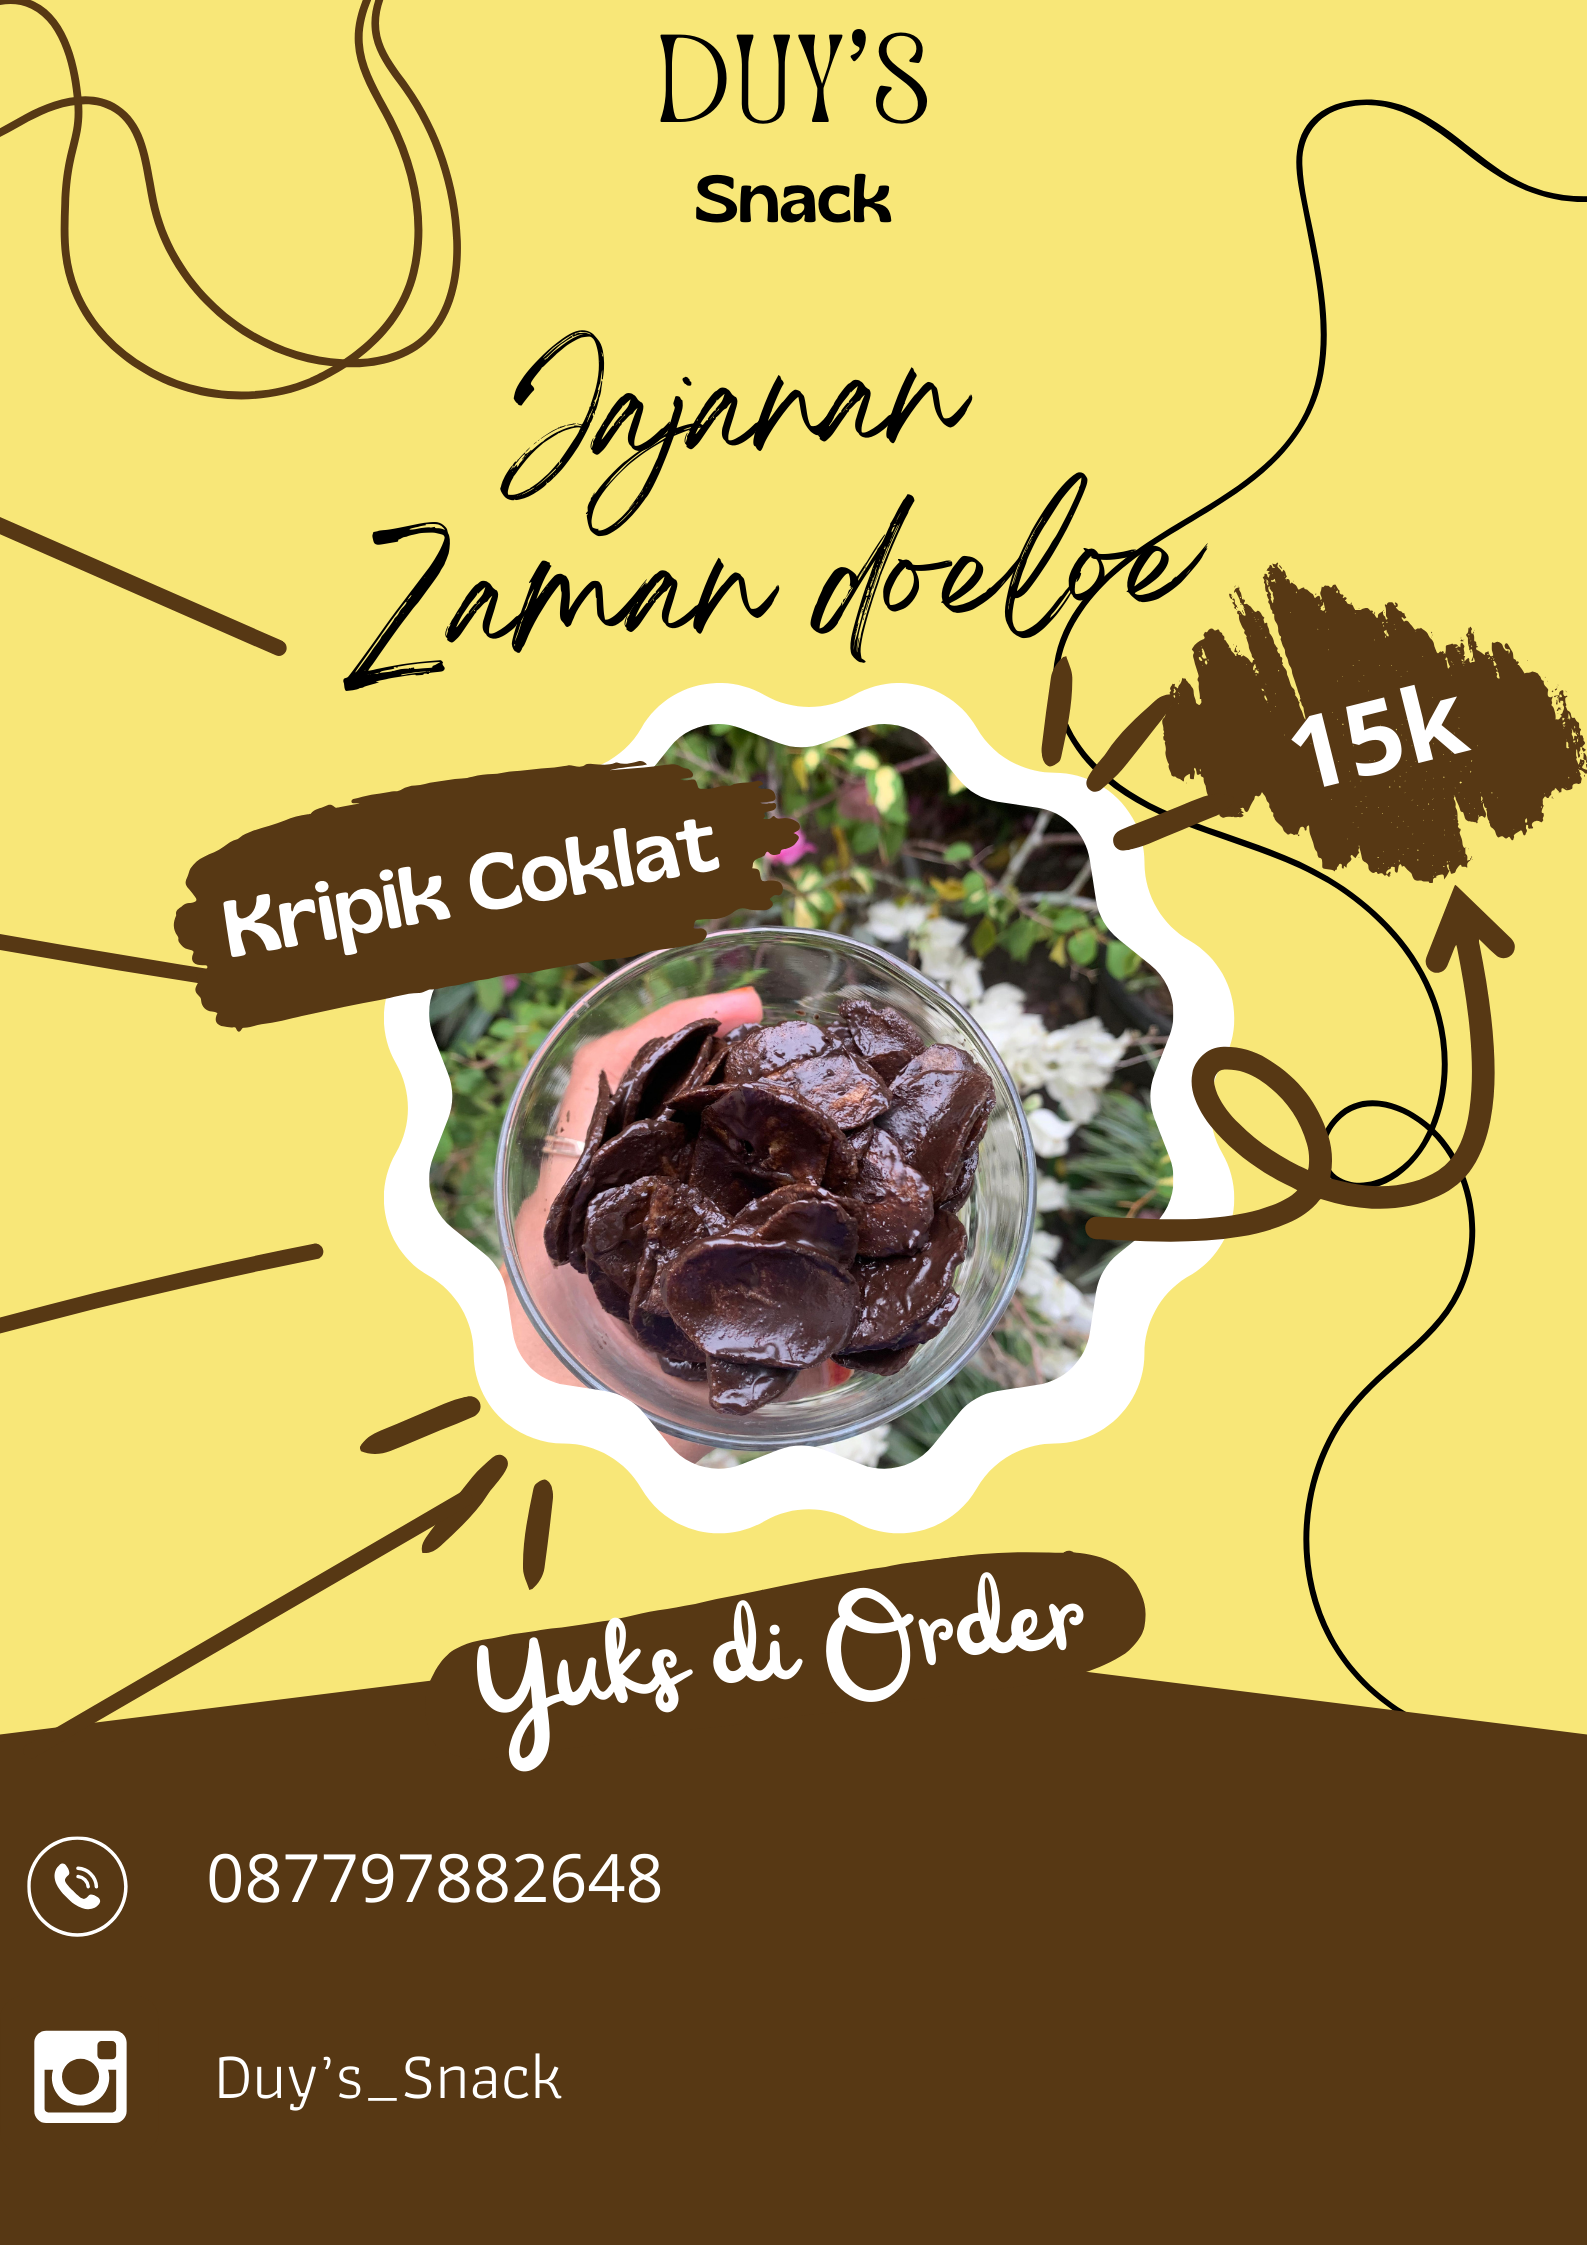 DUY'S
Snack
Jajanan
Zaman doeloe
15k
Kripik Coklat
Yuks di Order
087797882648
Duy's_Snack